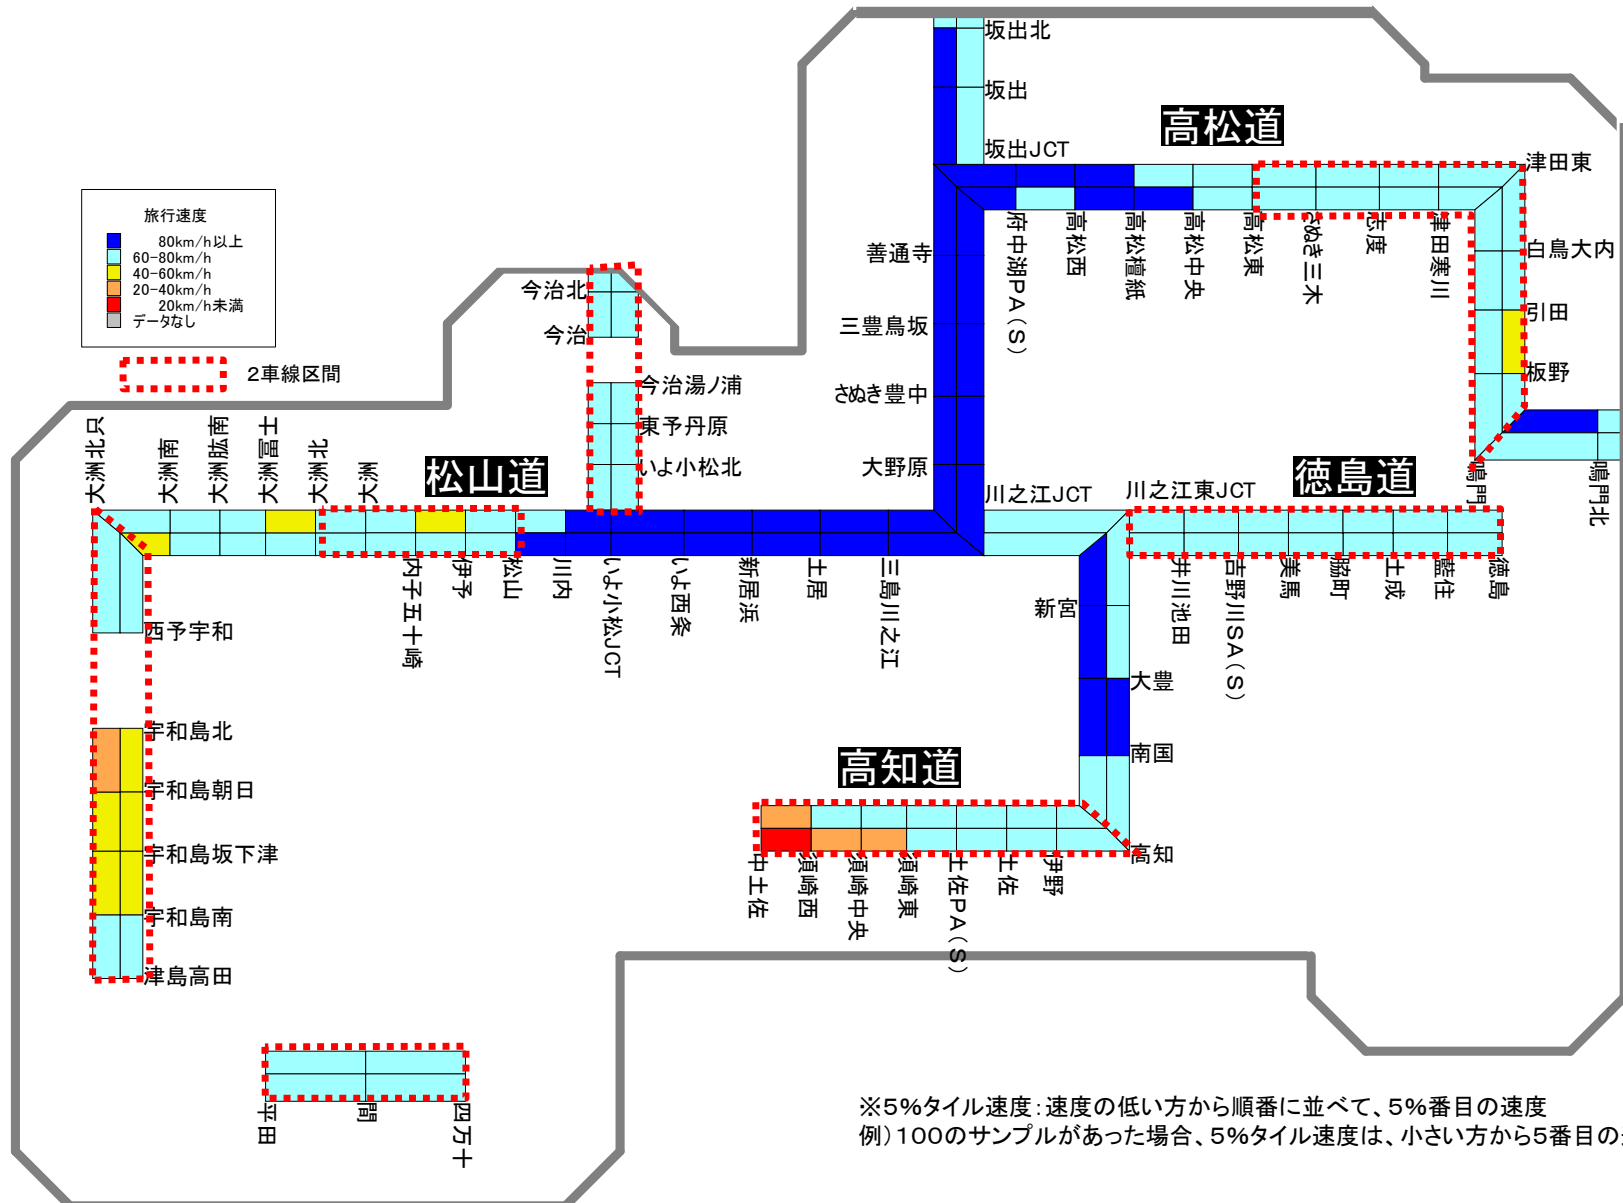 旅行速度
80km/h以上
60-80km/h
40-60km/h
20-40km/h
20km/h未満
データなし
2車線区間
坂出北
坂出
坂出JCT
高松道
津田東
白鳥大内
引田
板野
府中湖PA(S)
高松西
高松檀紙
高松中央
高松東
さぬき三木
志度
津田寒川
善通寺
三豊鳥坂
さぬき豊中
大野原
今治北
今治
今治湯ノ浦
東予丹原
いよ小松北
大洲北只
大洲南
大洲肱南
大洲冨士
大洲北
大洲
松山道
川之江JCT
川之江東JCT
徳島道
鳴門
鳴門北
内子五十崎
伊予
松山
川内
いよ小松JCT
いよ西条
新居浜
土居
三島川之江
新宮
井川池田
吉野川SA(S)
美馬
脇町
土成
藍住
徳島
西予宇和
大豊
南国
高知道
高知
宇和島北
宇和島朝日
宇和島坂下津
宇和島南
津島高田
中土佐
須崎西
須崎中央
須崎東
土佐PA(S)
土佐
伊野
平田
間
四万十
※5%タイル速度:速度の低い方から順番に並べて、5%番目の速度
例)100のサンプルがあった場合、5%タイル速度は、小さい方から5番目の